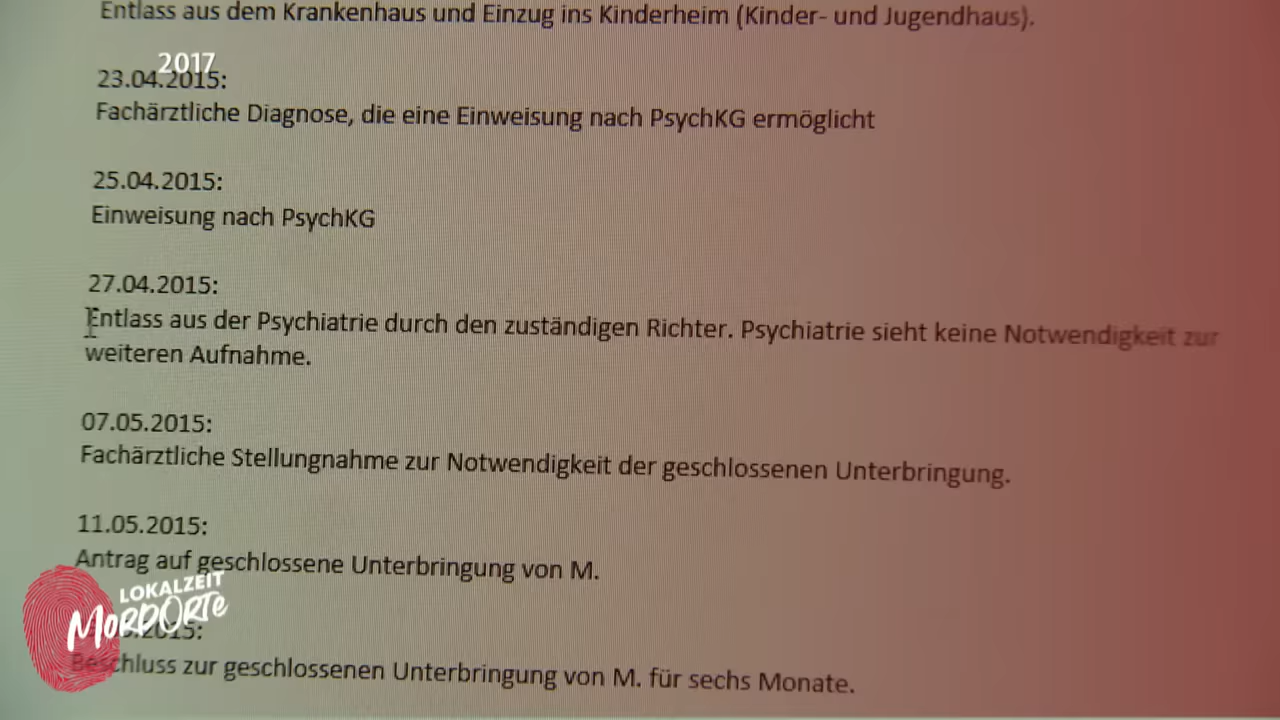 Entlass aus dem Krankenhaus und Einzug ins Kinderheim (Kinder- und Jugendhaus).
2017
23.04.2015:
Fachärztliche Diagnose, die eine Einweisung nach PsychKG ermöglicht
25.04.2015:
Einweisung nach PsychKG
27.04.2015:
Entlass aus der Psychiatrie durch den zuständigen Richter. Psychiatrie sieht keine Notwendigkeit zur
weiteren Aufnahme.
07.05.2015:
Fachärztliche Stellungnahme zur Notwendigkeit der geschlossenen Unterbringung.
11.05.2015:
Antrag auf geschlossene Unterbringung von M.
LOKALZEIT
MORDORTE
2015:
Beschluss zur geschlossenen Unterbringung von M. für sechs Monate.